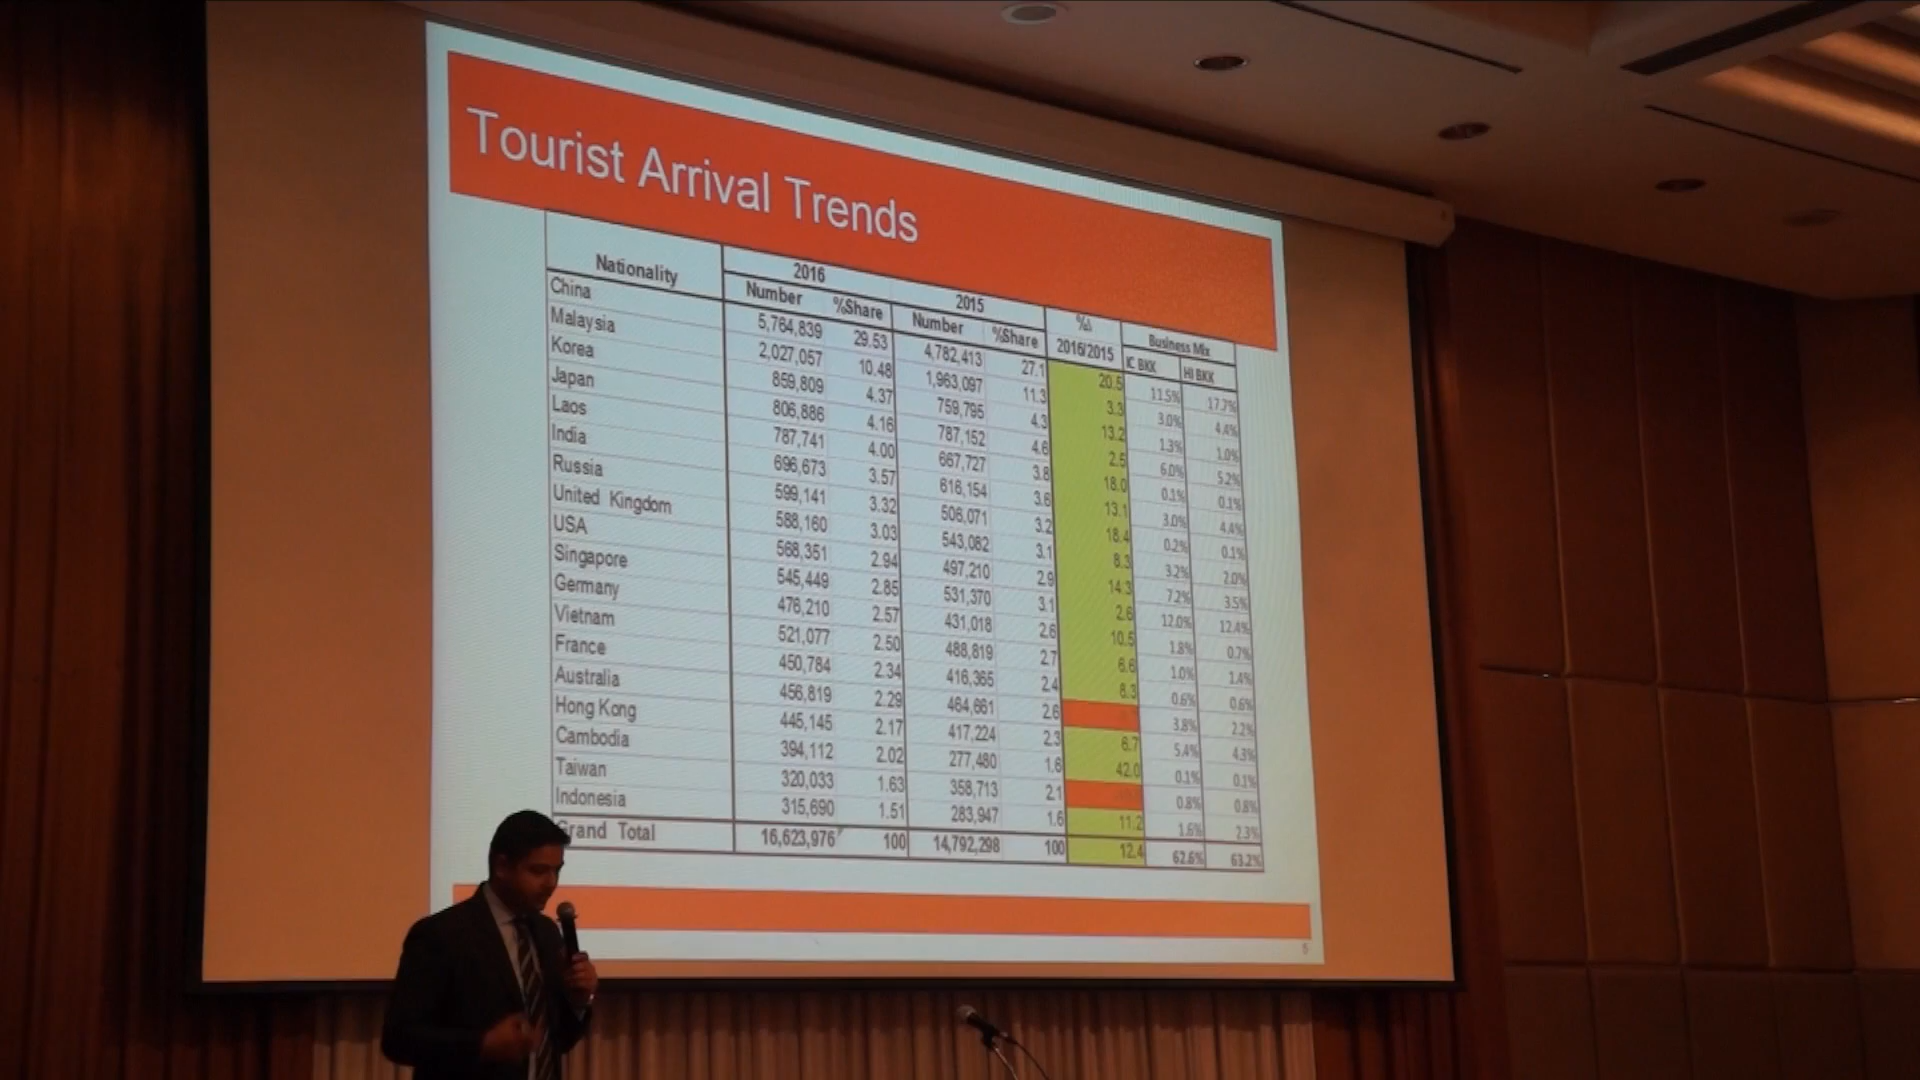 Tourist Arrival Trends
Nationality 2016 2015 %Δ 2016/2015 Business Mix
Number %Share Number %Share IC BKK HI BKK
China 5,764,839 29.53 4,782,413 27.1 20.5 11.5% 17.7%
Malaysia 2,027,057 10.48 1,963,097 11.3 3.3 3.0% 4.4%
Korea 859,809 4.37 759,795 4.3 13.2 1.3% 1.0%
Japan 806,886 4.16 787,152 4.6 2.5 6.0% 5.2%
Laos 787,741 4.00 667,727 3.8 18.0 0.1% 0.1%
India 696,673 3.57 616,154 3.6 13.1 3.0% 4.4%
Russia 599,141 3.32 506,071 3.2 18.4 0.2% 0.1%
United Kingdom 588,160 3.03 543,082 3.1 8.3 3.2% 2.0%
USA 568,351 2.94 497,210 2.9 14.3 7.2% 3.5%
Singapore 545,449 2.85 531,370 3.1 2.6 12.0% 12.4%
Germany 476,210 2.57 431,018 2.6 10.5 1.8% 0.7%
Vietnam 521,077 2.50 488,819 2.7 6.6 1.0% 1.4%
France 450,784 2.34 416,365 2.4 8.3 0.6% 0.6%
Australia 456,819 2.29 464,661 2.6 3.8% 2.2%
Hong Kong 445,145 2.17 417,224 2.3 6.7 5.4% 4.3%
Cambodia 394,112 2.02 277,480 1.6 42.0 0.1% 0.1%
Taiwan 320,033 1.63 358,713 2.1 0.8% 0.8%
Indonesia 315,690 1.51 283,947 1.6 11.2 1.6% 2.3%
Grand Total 16,623,976 100 14,792,298 100 12.4 62.6% 63.2%